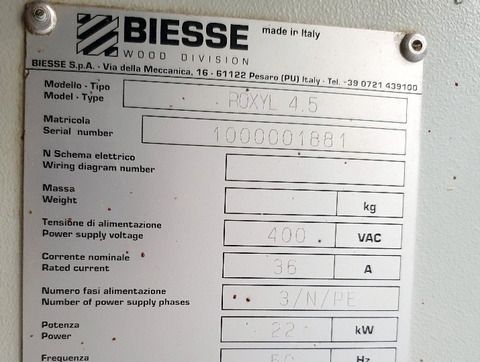 BIESSE made in Italy
WOOD DIVISION
BIESSE S.p.A. - Via della Meccanica, 16 - 61122 Pesaro (PU) Italy - Tel. +39 0721 439100
Modello - Tipo
Model - Type
ROXYL 4.5
Matricola
Serial number
1000001881
N Schema elettrico
Wiring diagram number
Massa
Weight
kg
Tensione di alimentazione
Power supply voltage
400 VAC
Corrente nominale
Rated current
36 A
Numero fasi alimentazione
Number of power supply phases
3/N/PE
Potenza
Power
22 kW
Frequenza
Hz